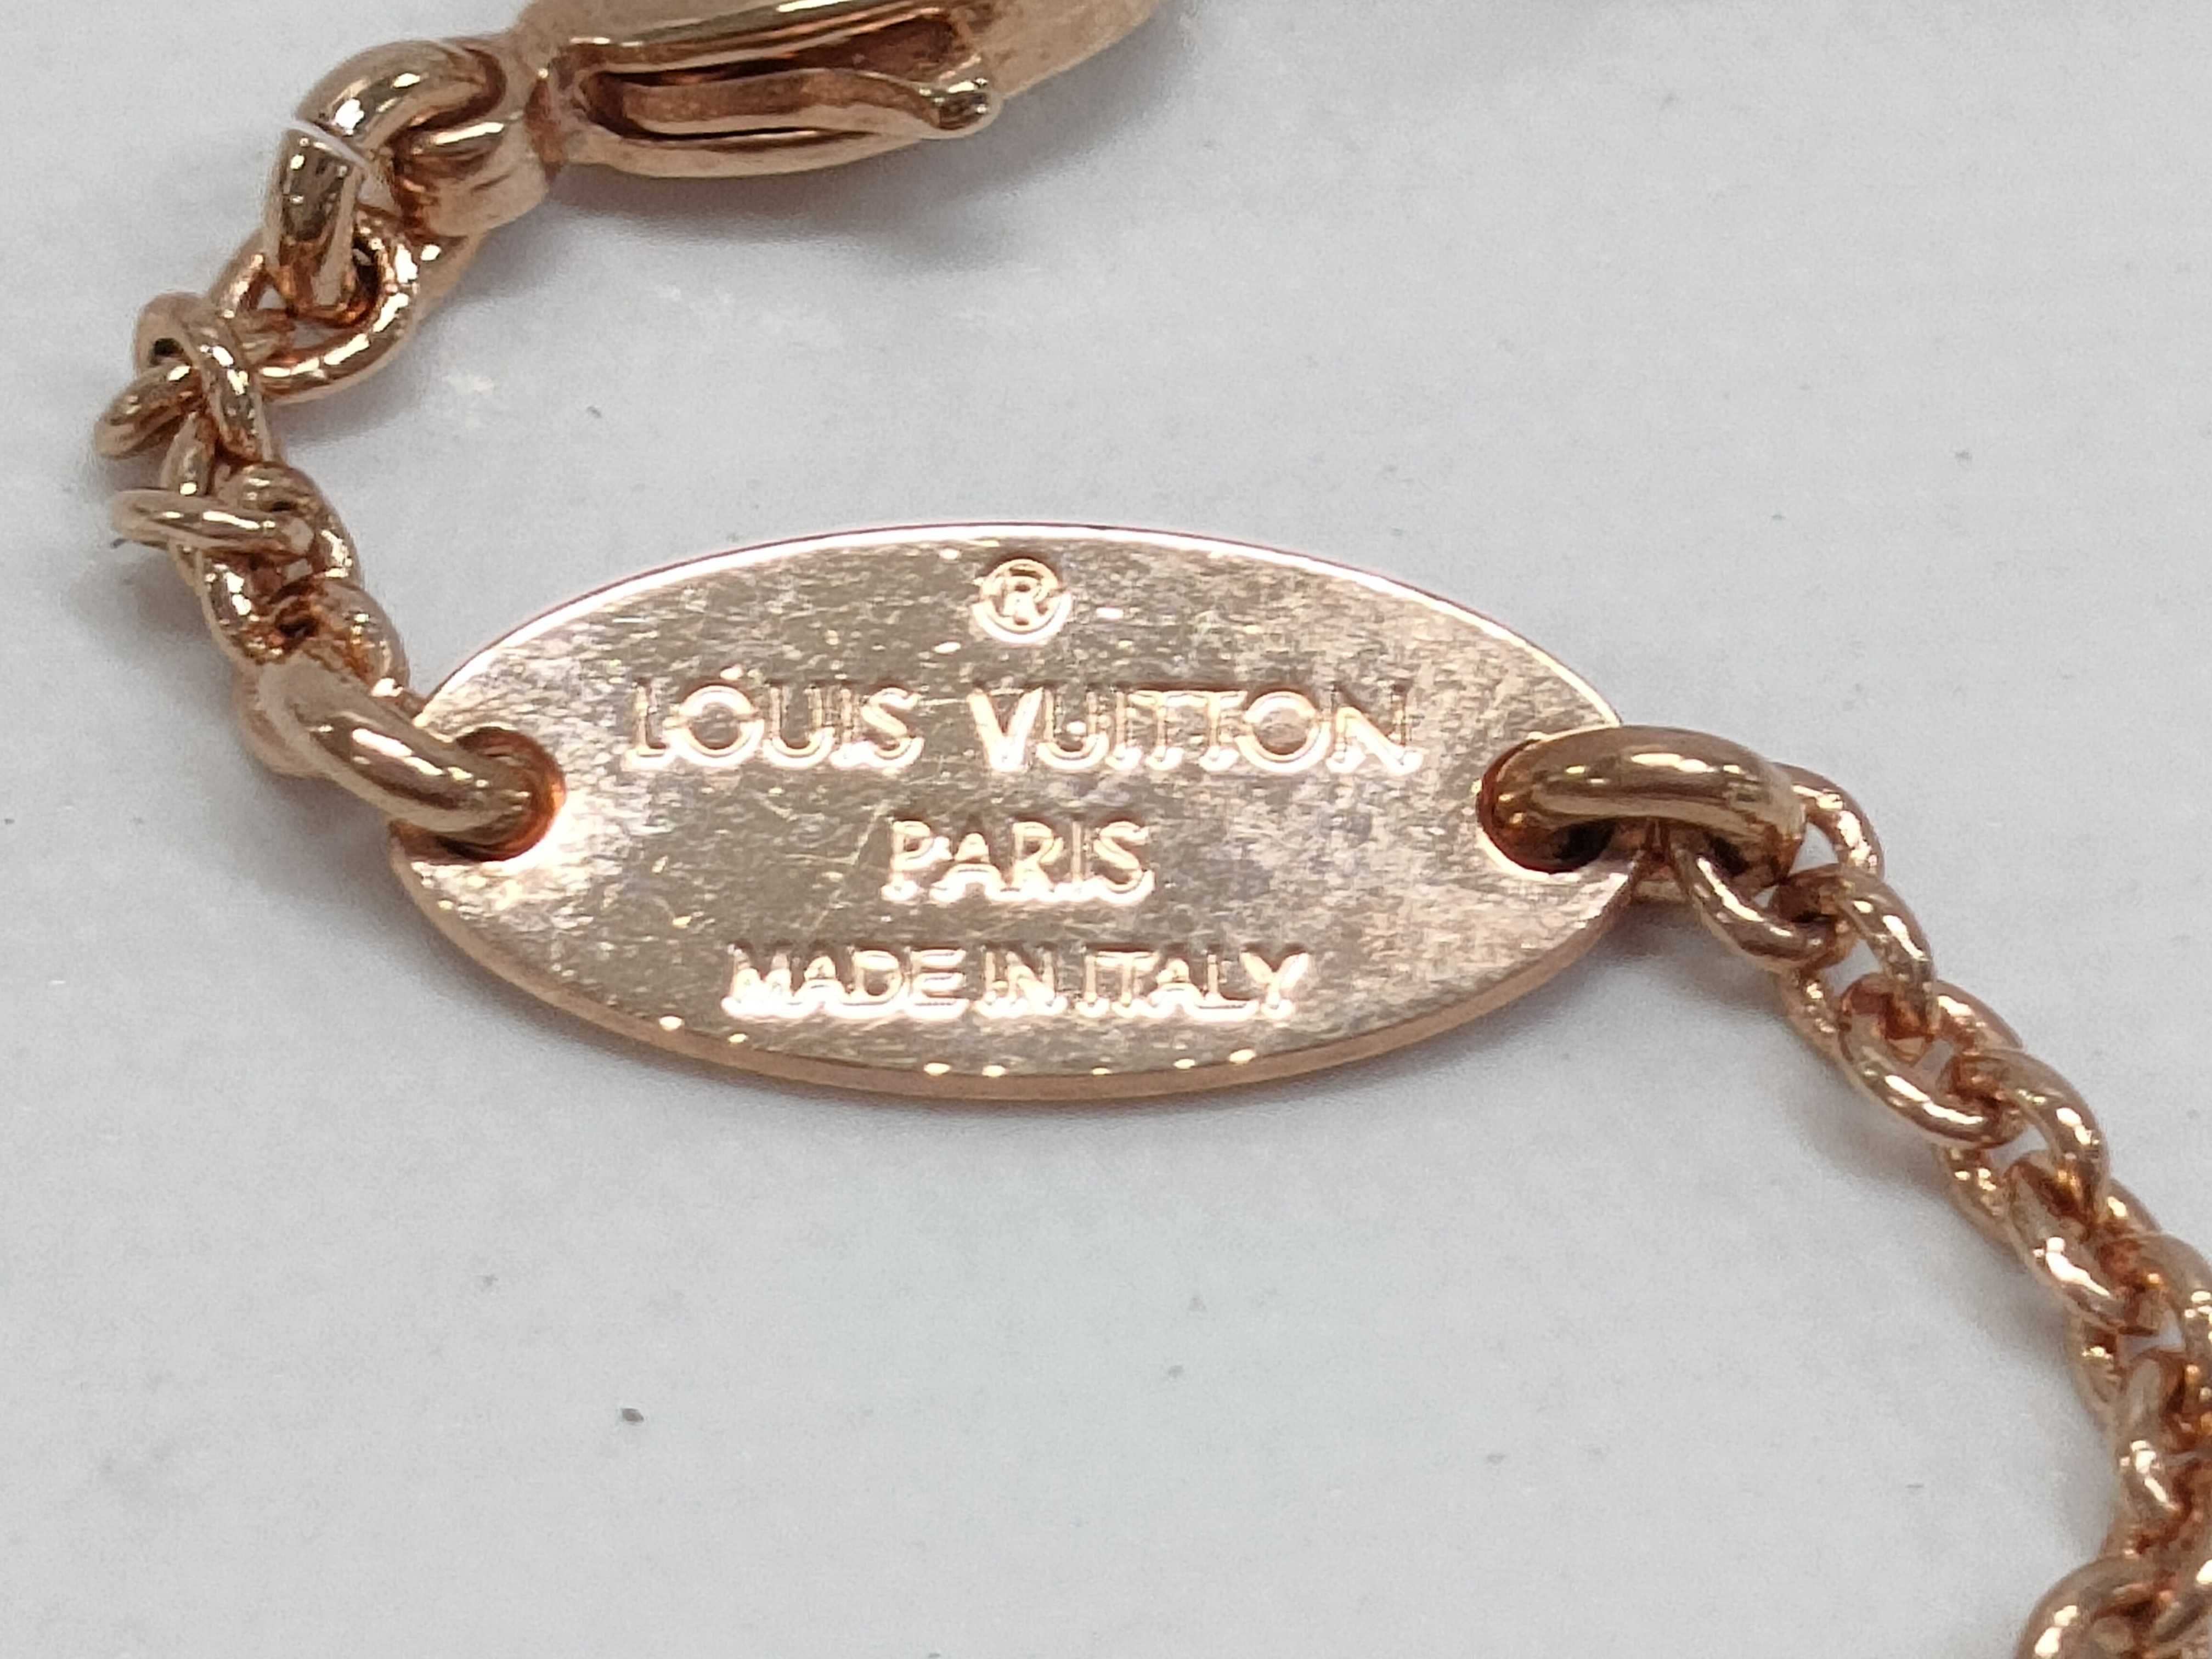 ®
LOUIS VUITTON
PARIS
MADE IN ITALY